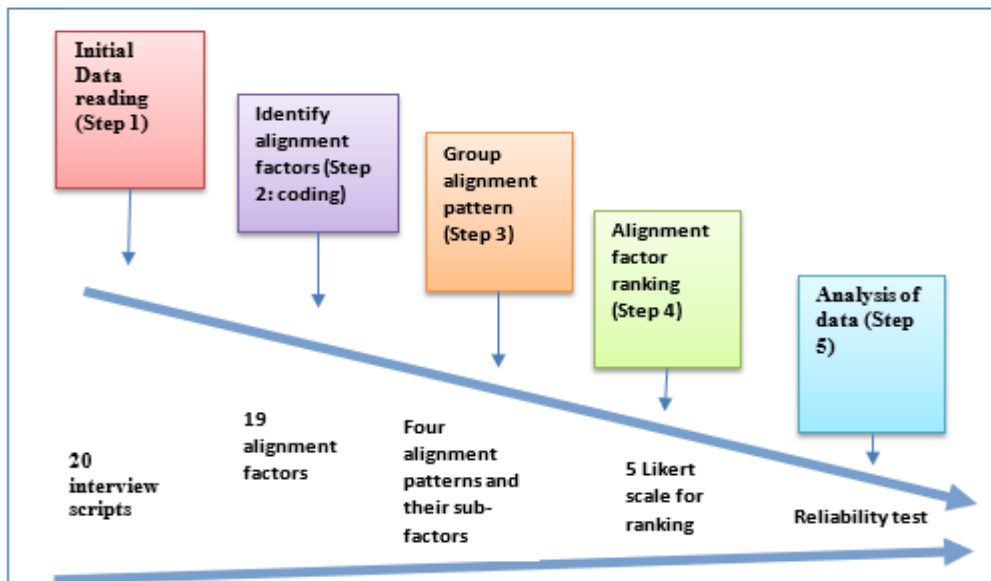 Initial
Data
reading
(Step 1)
Identify
alignment
factors (Step
2: coding)
Group
alignment
pattern
(Step 3)
Alignment
factor
ranking
(Step 4)
Analysis of
data (Step
5)
20
interview
scripts
19
alignment
factors
Four
alignment
patterns and
their sub-
factors
5 Likert
scale for
ranking
Reliability test